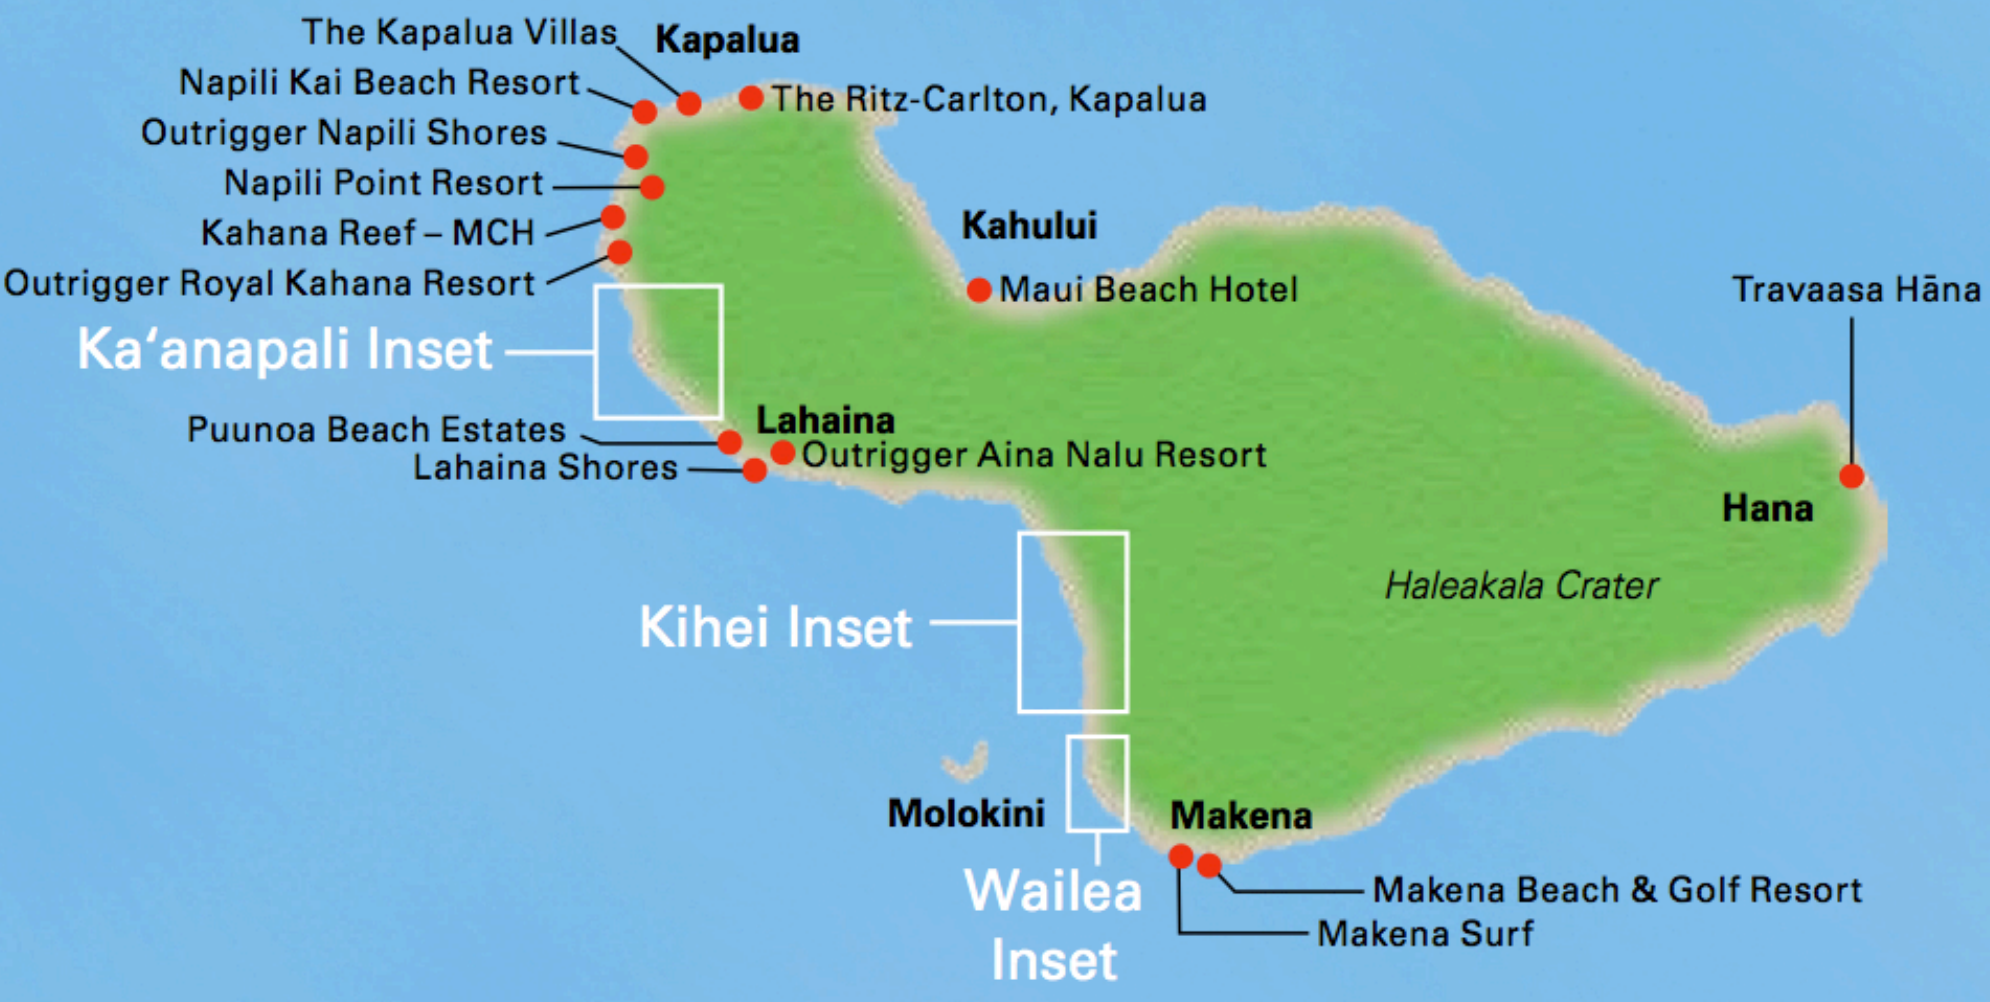 The Kapalua Villas
Kapalua
Napili Kai Beach Resort
The Ritz-Carlton, Kapalua
Outrigger Napili Shores
Napili Point Resort
Kahana Reef – MCH
Kahului
Outrigger Royal Kahana Resort
Maui Beach Hotel
Travaasa Hāna
Ka‘anapali Inset
Puunoa Beach Estates
Lahaina
Outrigger Aina Nalu Resort
Lahaina Shores
Hana
Haleakala Crater
Kihei Inset
Molokini
Makena
Wailea
Inset
Makena Beach & Golf Resort
Makena Surf